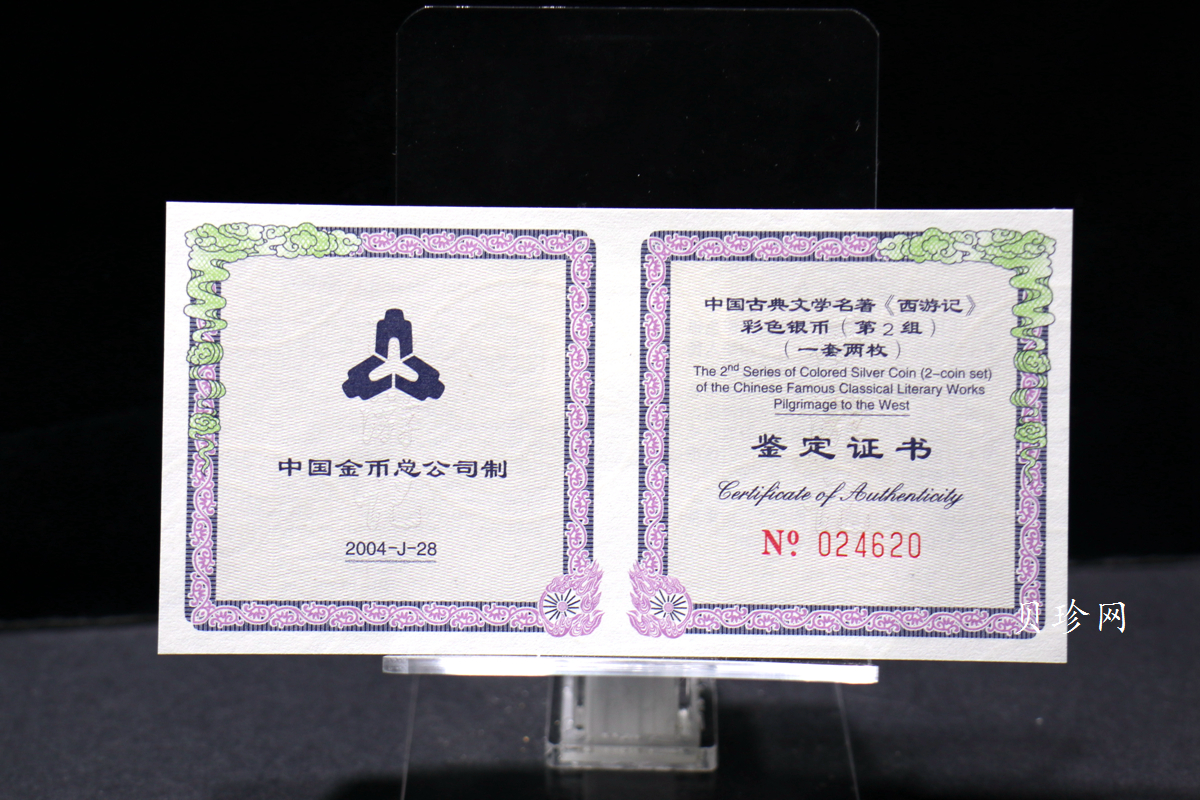 中国金币总公司制
2004-J-28
中国古典文学名著《西游记》
彩色银币（第2组）
（一套两枚）
The 2nd Series of Colored Silver Coin (2-coin set)
of the Chinese Famous Classical Literary Works
Pilgrimage to the West
鉴定证书
Certificate of Authenticity
Nº 024620
贝珍网